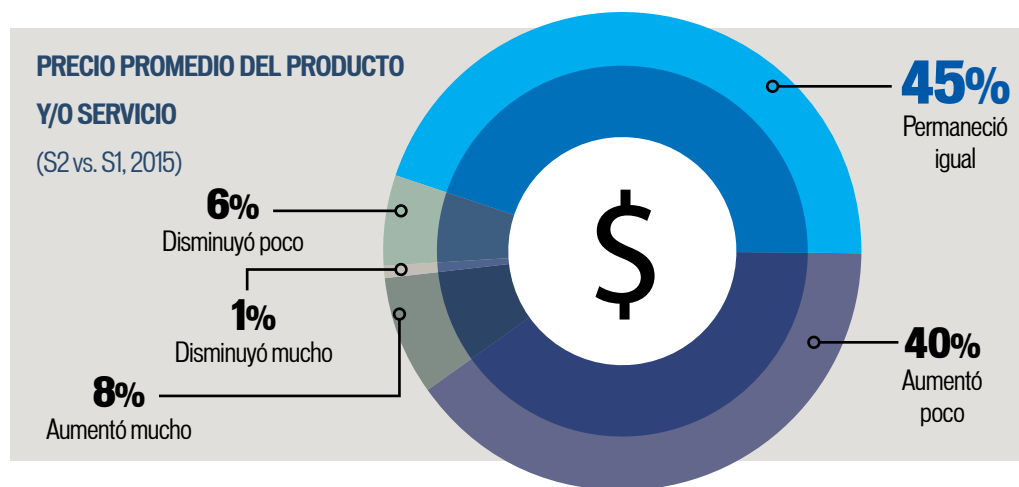 PRECIO PROMEDIO DEL PRODUCTO
Y/O SERVICIO
(S2 vs. S1, 2015)
45%
Permaneció
igual
6%
Disminuyó poco
1%
Disminuyó mucho
8%
Aumentó mucho
40%
Aumentó
poco
$